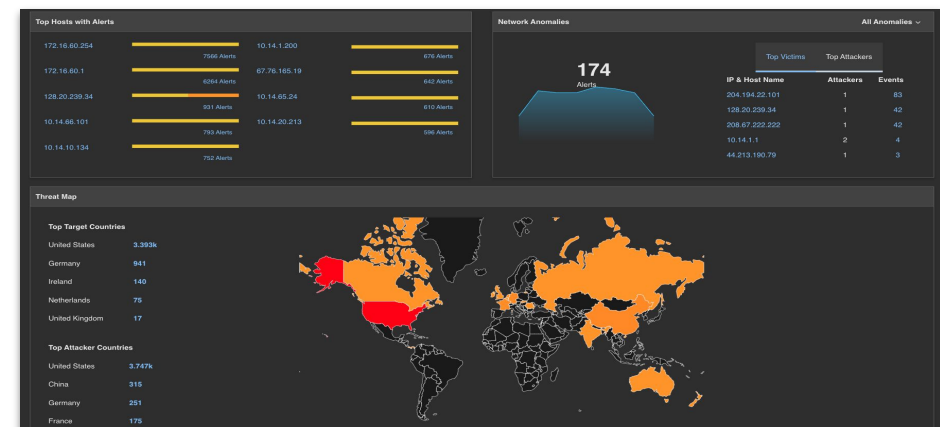 Top Hosts with Alerts
172.16.60.254
7566 Alerts
172.16.60.1
6264 Alerts
128.20.239.34
931 Alerts
10.14.66.101
793 Alerts
10.14.10.134
752 Alerts
10.14.1.200
676 Alerts
67.76.165.19
642 Alerts
10.14.65.24
610 Alerts
10.14.20.213
596 Alerts
Network Anomalies
All Anomalies
174
Alerts
Top Victims Top Attackers
IP & Host Name Attackers Events
204.194.22.101 1 83
128.20.239.34 1 42
208.67.222.222 1 42
10.14.1.1 2 4
44.213.190.79 1 3
Threat Map
Top Target Countries
United States 3.393k
Germany 941
Ireland 140
Netherlands 75
United Kingdom 17
Top Attacker Countries
United States 3.747k
China 315
Germany 251
France 175